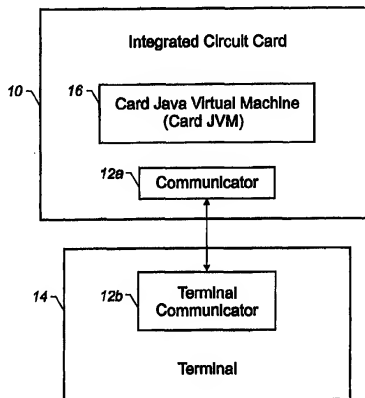 Integrated Circuit Card
10
16
Card Java Virtual Machine
(Card JVM)
12a
Communicator
14
12b
Terminal
Communicator
Terminal